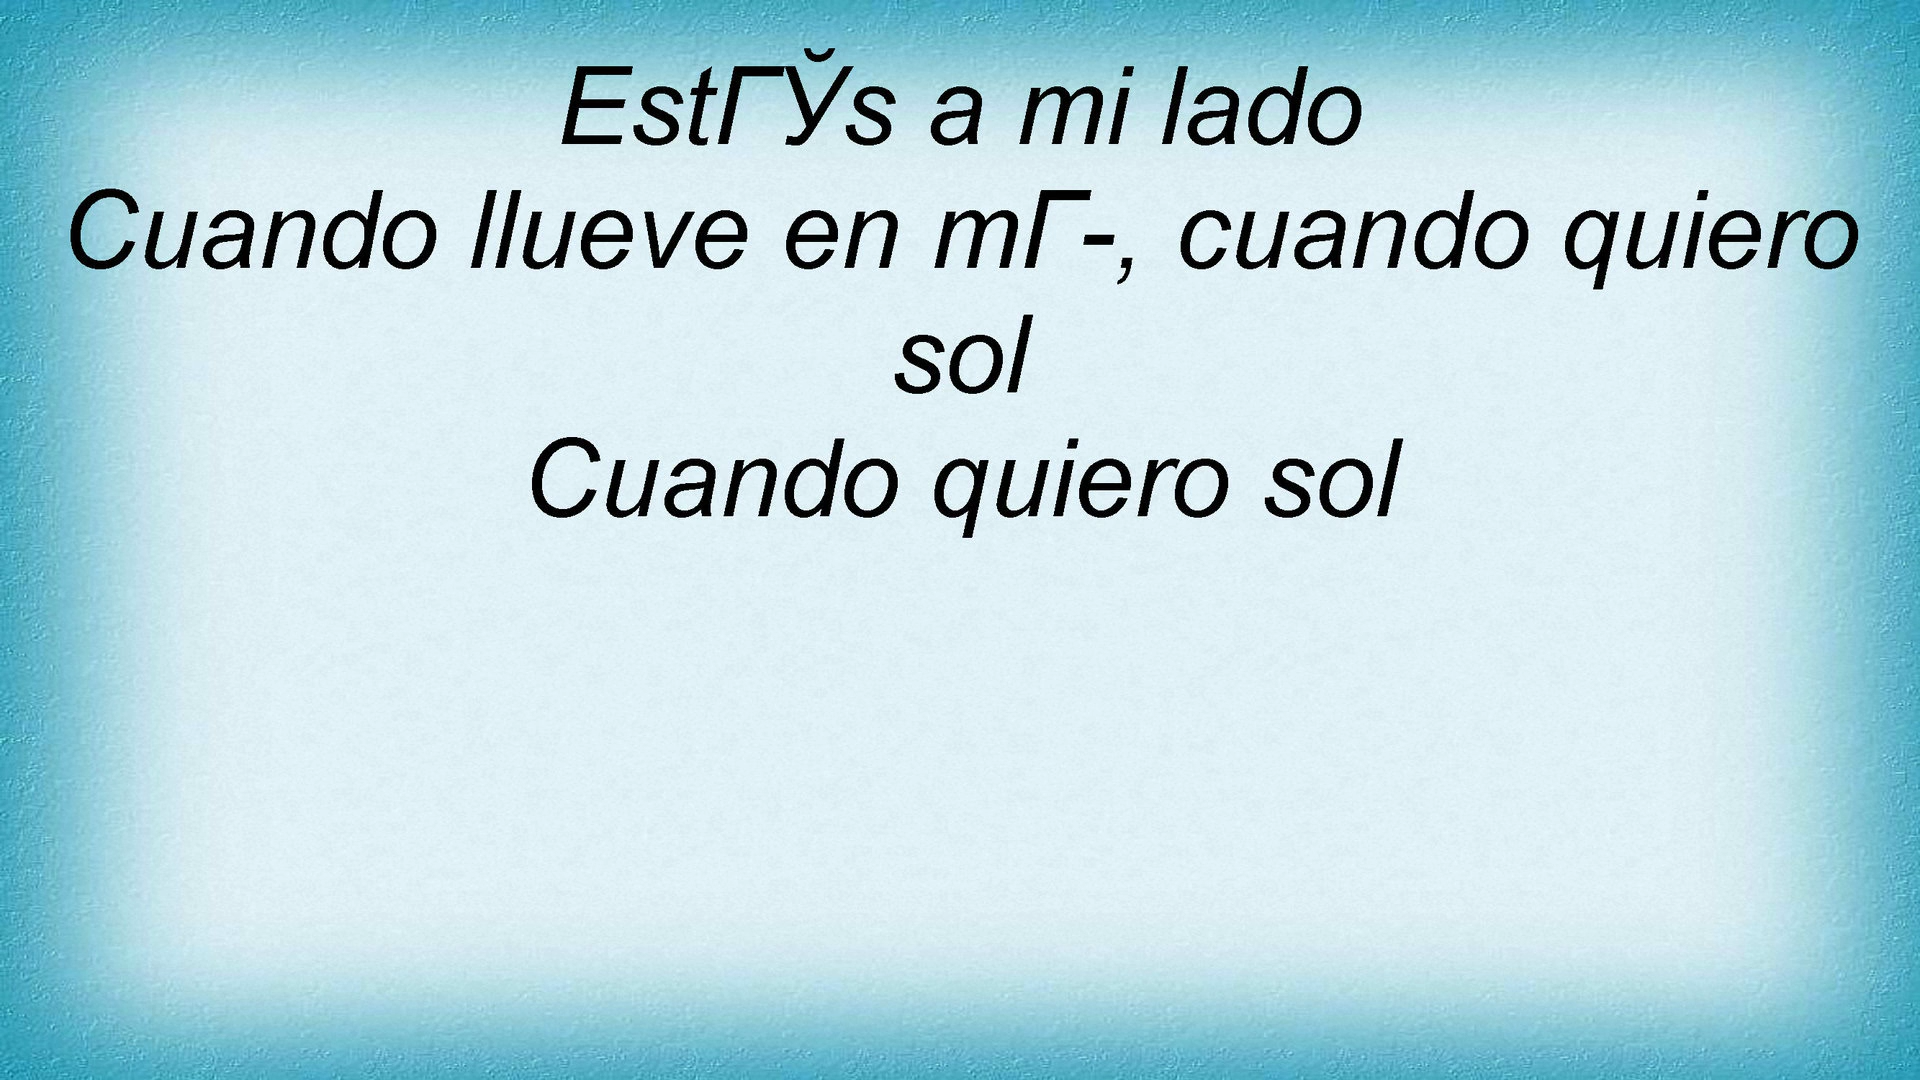 EstГЎs a mi lado
Cuando llueve en mГ-, cuando quiero
sol
Cuando quiero sol